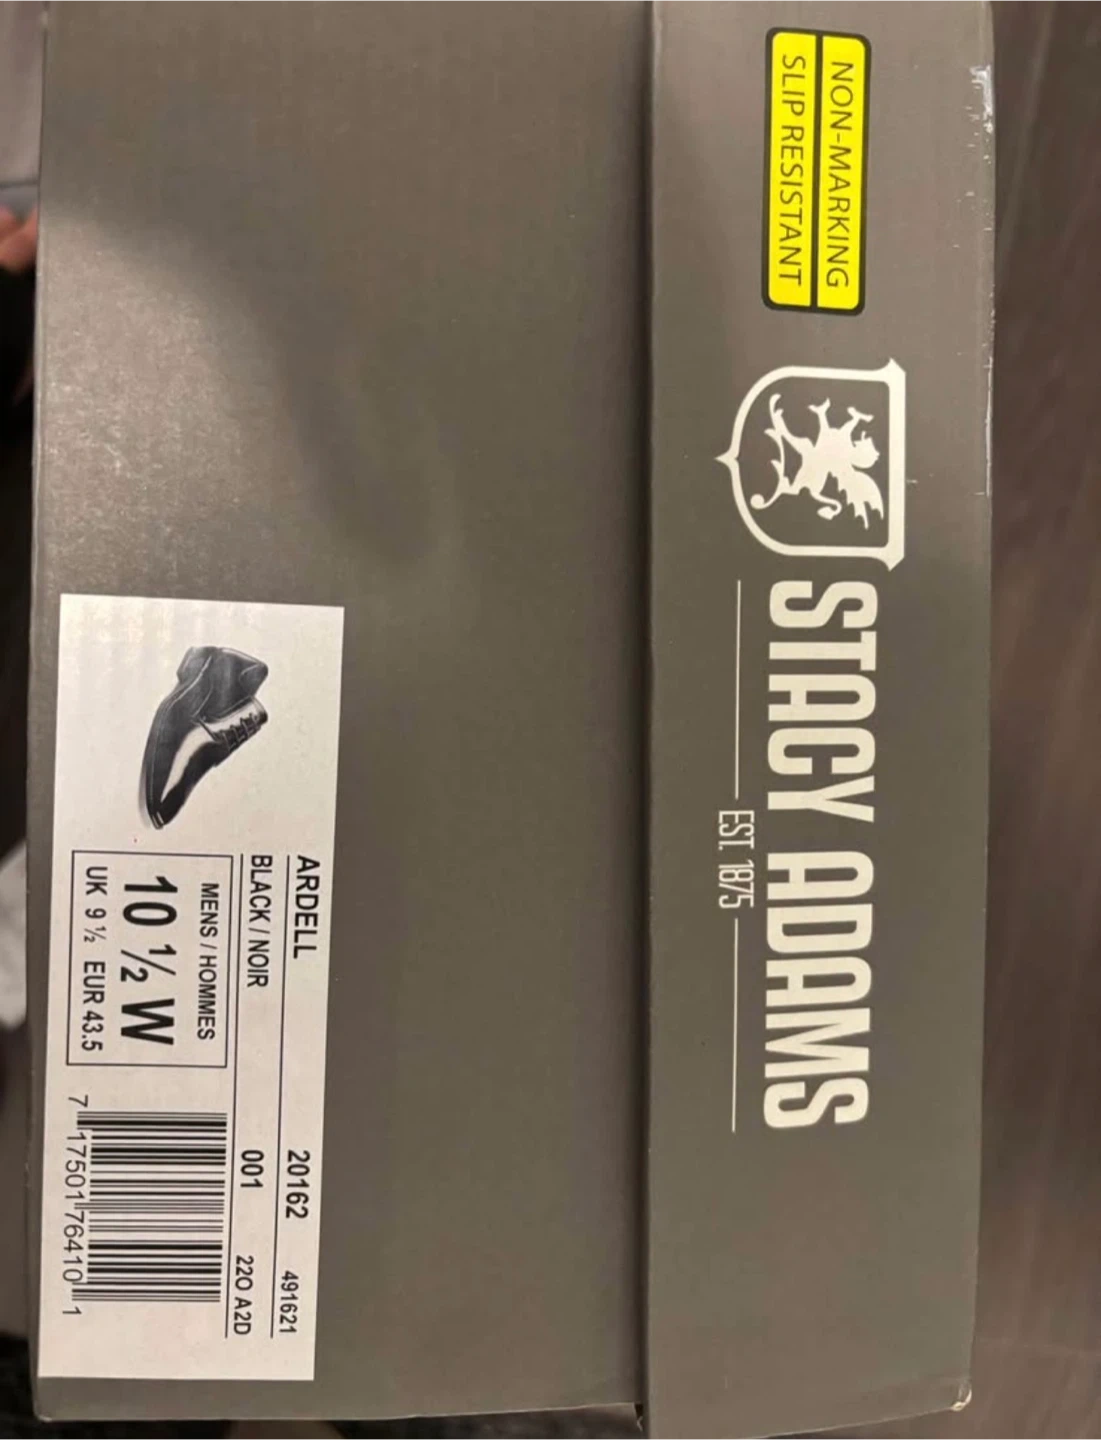 NON-MARKING
SLIP RESISTANT
STACY ADAMS
EST. 1875
ARDELL 20162 491621
BLACK / NOIR 001 220 A2D
MENS / HOMMES
10 ½ W
UK 9 ½ EUR 43.5
7 17501 76410 1